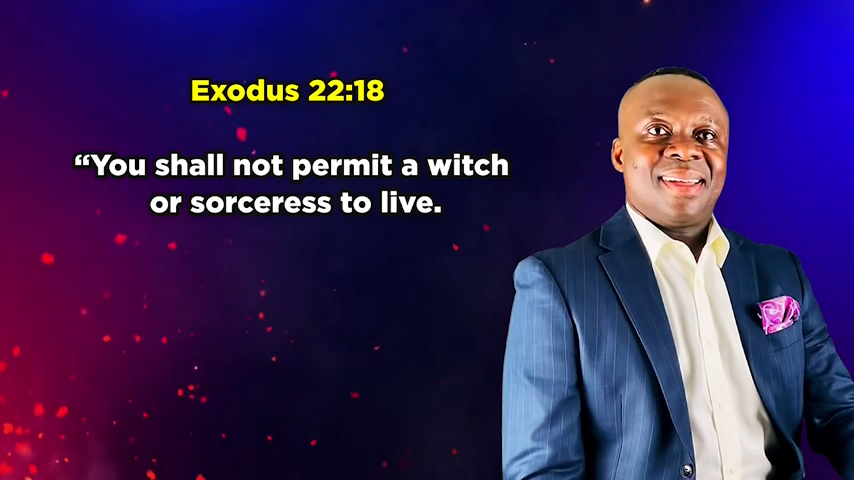 Exodus 22:18
“You shall not permit a witch
or sorceress to live.